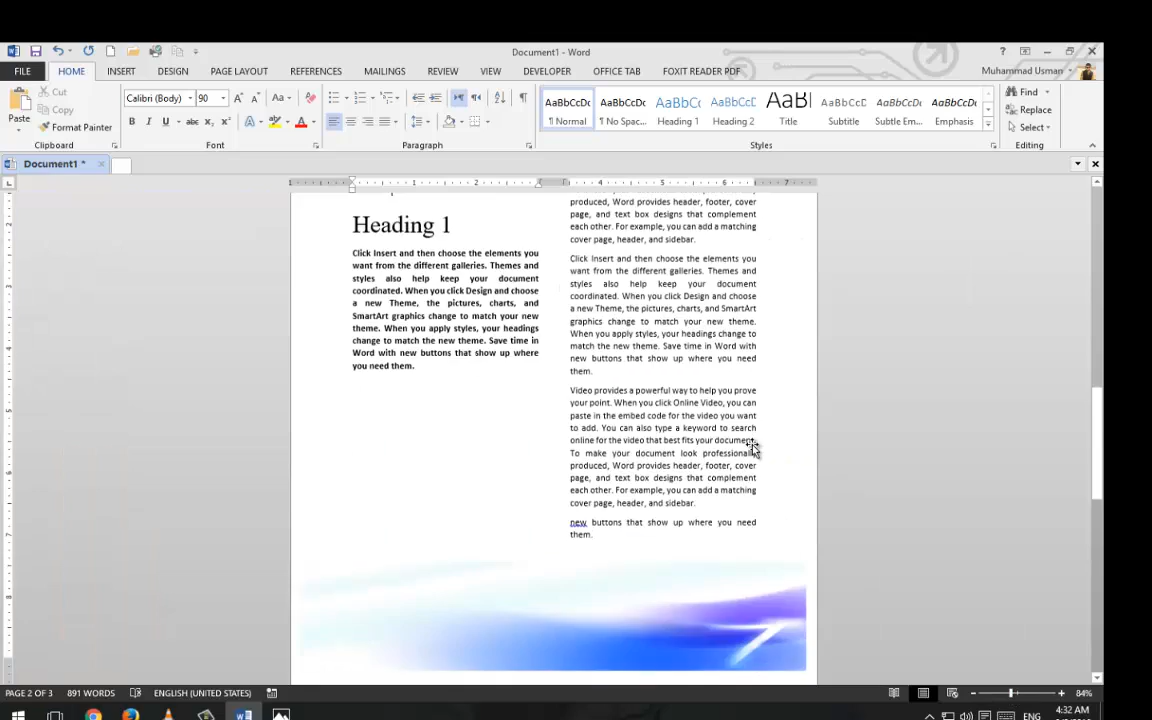 Document1 - Word
FILE HOME INSERT DESIGN PAGE LAYOUT REFERENCES MAILINGS REVIEW VIEW DEVELOPER OFFICE TAB FOXIT READER PDF Muhammad Usman
Cut
Copy
Format Painter
Paste
Clipboard
Calibri (Body) 90
Font
Paragraph
AaBbCcDc AaBbCcDc AaBbCc AaBbCcD AaBl AaBbCcC AaBbCcDc AaBbCcDc
¶ Normal ¶ No Spac... Heading 1 Heading 2 Title Subtitle Subtle Em... Emphasis
Styles
Find
Replace
Select
Editing
Document1 *
Heading 1
Click Insert and then choose the elements you
want from the different galleries. Themes and
styles also help keep your document
coordinated. When you click Design and choose
a new Theme, the pictures, charts, and
SmartArt graphics change to match your new
theme. When you apply styles, your headings
change to match the new theme. Save time in
Word with new buttons that show up where
you need them.
produced, Word provides header, footer, cover
page, and text box designs that complement
each other. For example, you can add a matching
cover page, header, and sidebar.
Click Insert and then choose the elements you
want from the different galleries. Themes and
styles also help keep your document
coordinated. When you click Design and choose
a new Theme, the pictures, charts, and SmartArt
graphics change to match your new theme.
When you apply styles, your headings change to
match the new theme. Save time in Word with
new buttons that show up where you need
them.
Video provides a powerful way to help you prove
your point. When you click Online Video, you can
paste in the embed code for the video you want
to add. You can also type a keyword to search
online for the video that best fits your document.
To make your document look professionally
produced, Word provides header, footer, cover
page, and text box designs that complement
each other. For example, you can add a matching
cover page, header, and sidebar.
new buttons that show up where you need
them.
PAGE 2 OF 3 891 WORDS ENGLISH (UNITED STATES) 84%
ENG 4:32 AM